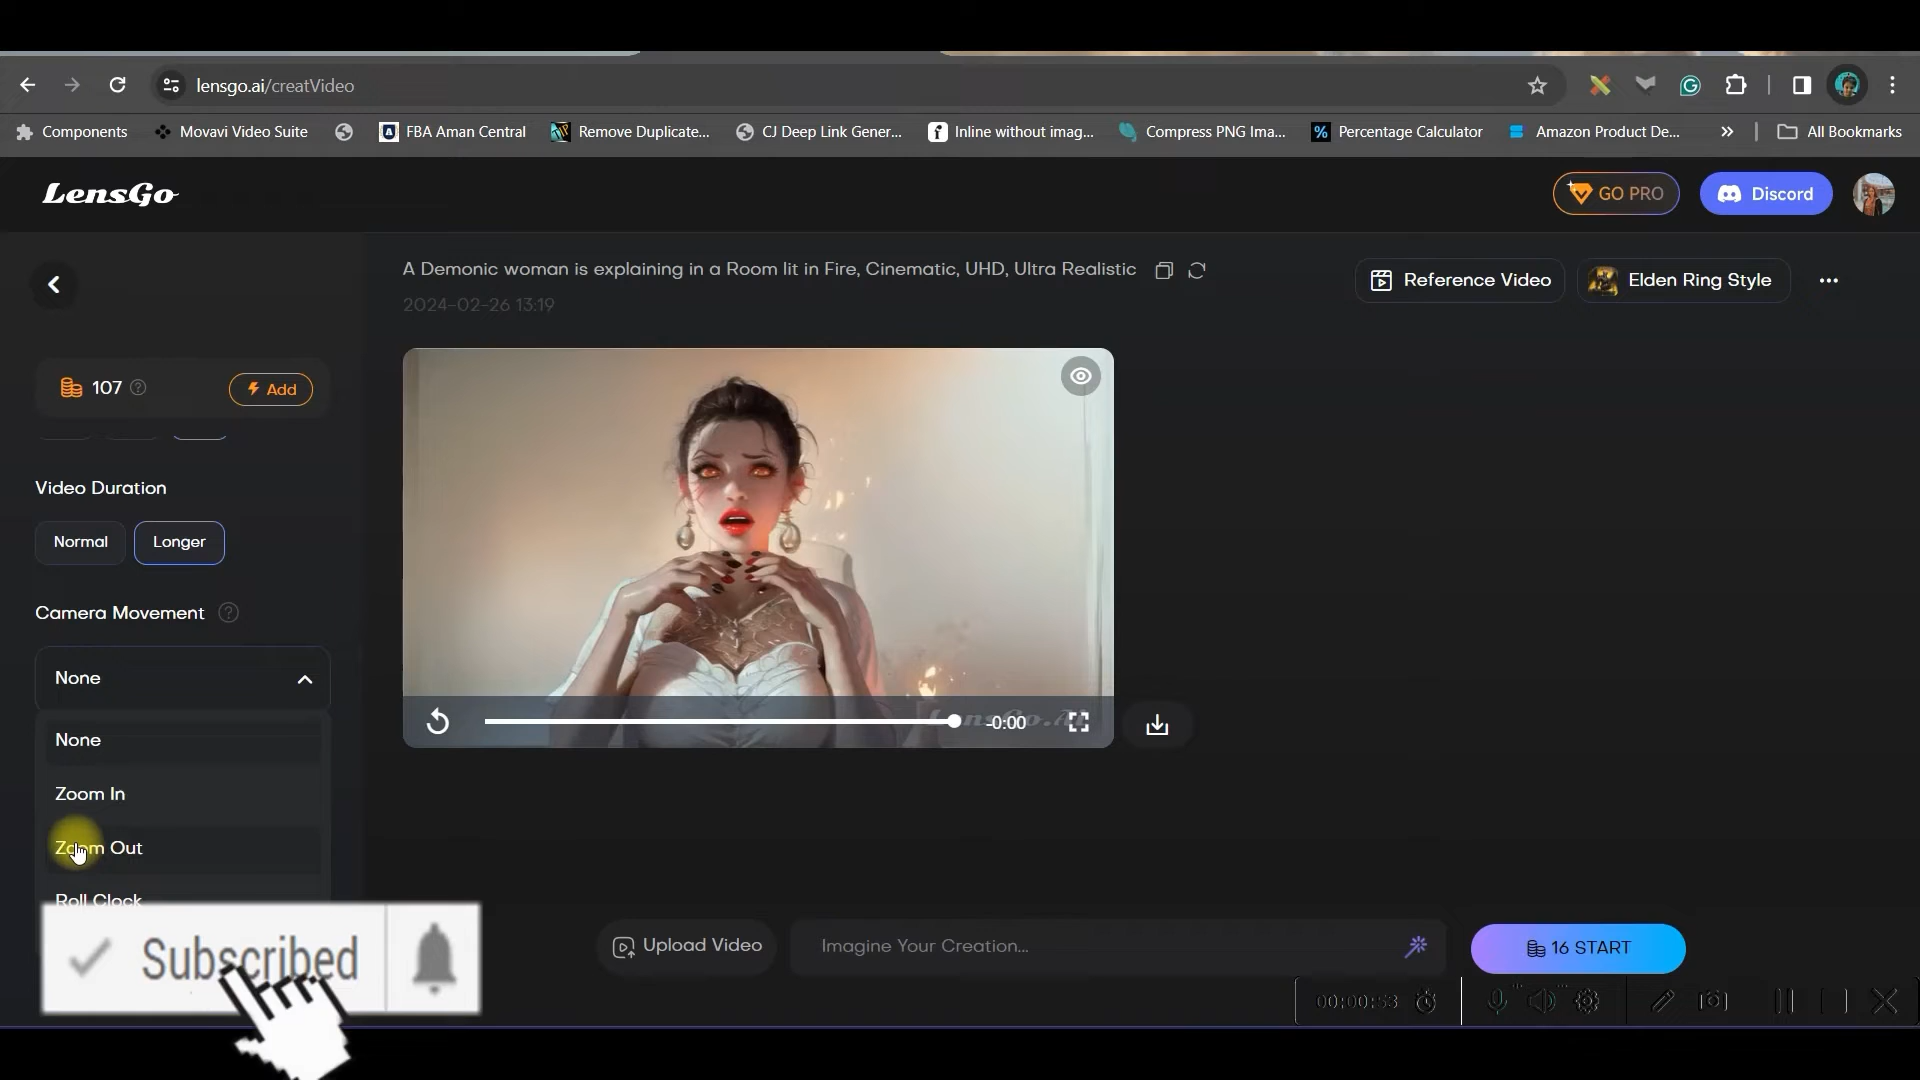 lensgo.ai/creatVideo
Components Movavi Video Suite FBA Aman Central Remove Duplicate... CJ Deep Link Gener... Inline without imag... Compress PNG Ima... Percentage Calculator Amazon Product De... All Bookmarks
LensGo GO PRO Discord
A Demonic woman is explaining in a Room lit in Fire, Cinematic, UHD, Ultra Realistic
2024-02-26 13:19
Reference Video Elden Ring Style
107 Add
Video Duration
Normal Longer
Camera Movement
None
None
Zoom In
Zoom Out
Roll Clock
-0:00
LensGo.Ai
Subscribed
Upload Video Imagine Your Creation... 16 START
00:00:53